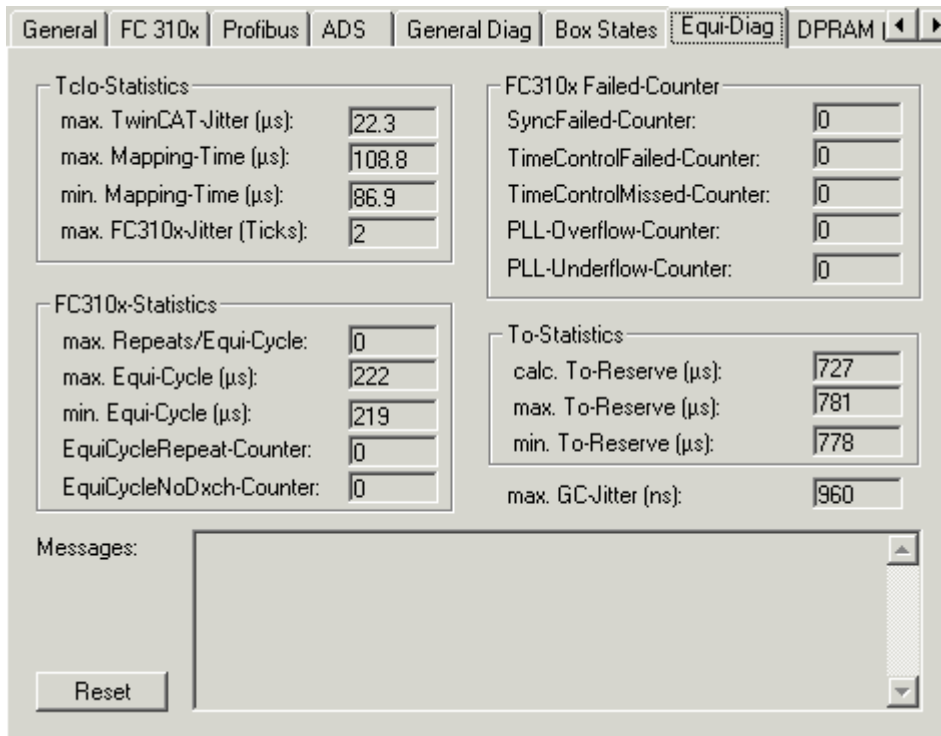 General FC 310x Profibus ADS General Diag Box States Equi-Diag DPRAM
TcIo-Statistics
max. TwinCAT-Jitter (µs): 22.3
max. Mapping-Time (µs): 108.8
min. Mapping-Time (µs): 86.9
max. FC310x-Jitter (Ticks): 2
FC310x-Statistics
max. Repeats/Equi-Cycle: 0
max. Equi-Cycle (µs): 222
min. Equi-Cycle (µs): 219
EquiCycleRepeat-Counter: 0
EquiCycleNoDxch-Counter: 0
FC310x Failed-Counter
SyncFailed-Counter: 0
TimeControlFailed-Counter: 0
TimeControlMissed-Counter: 0
PLL-Overflow-Counter: 0
PLL-Underflow-Counter: 0
To-Statistics
calc. To-Reserve (µs): 727
max. To-Reserve (µs): 781
min. To-Reserve (µs): 778
max. GC-Jitter (ns): 960
Messages:
Reset